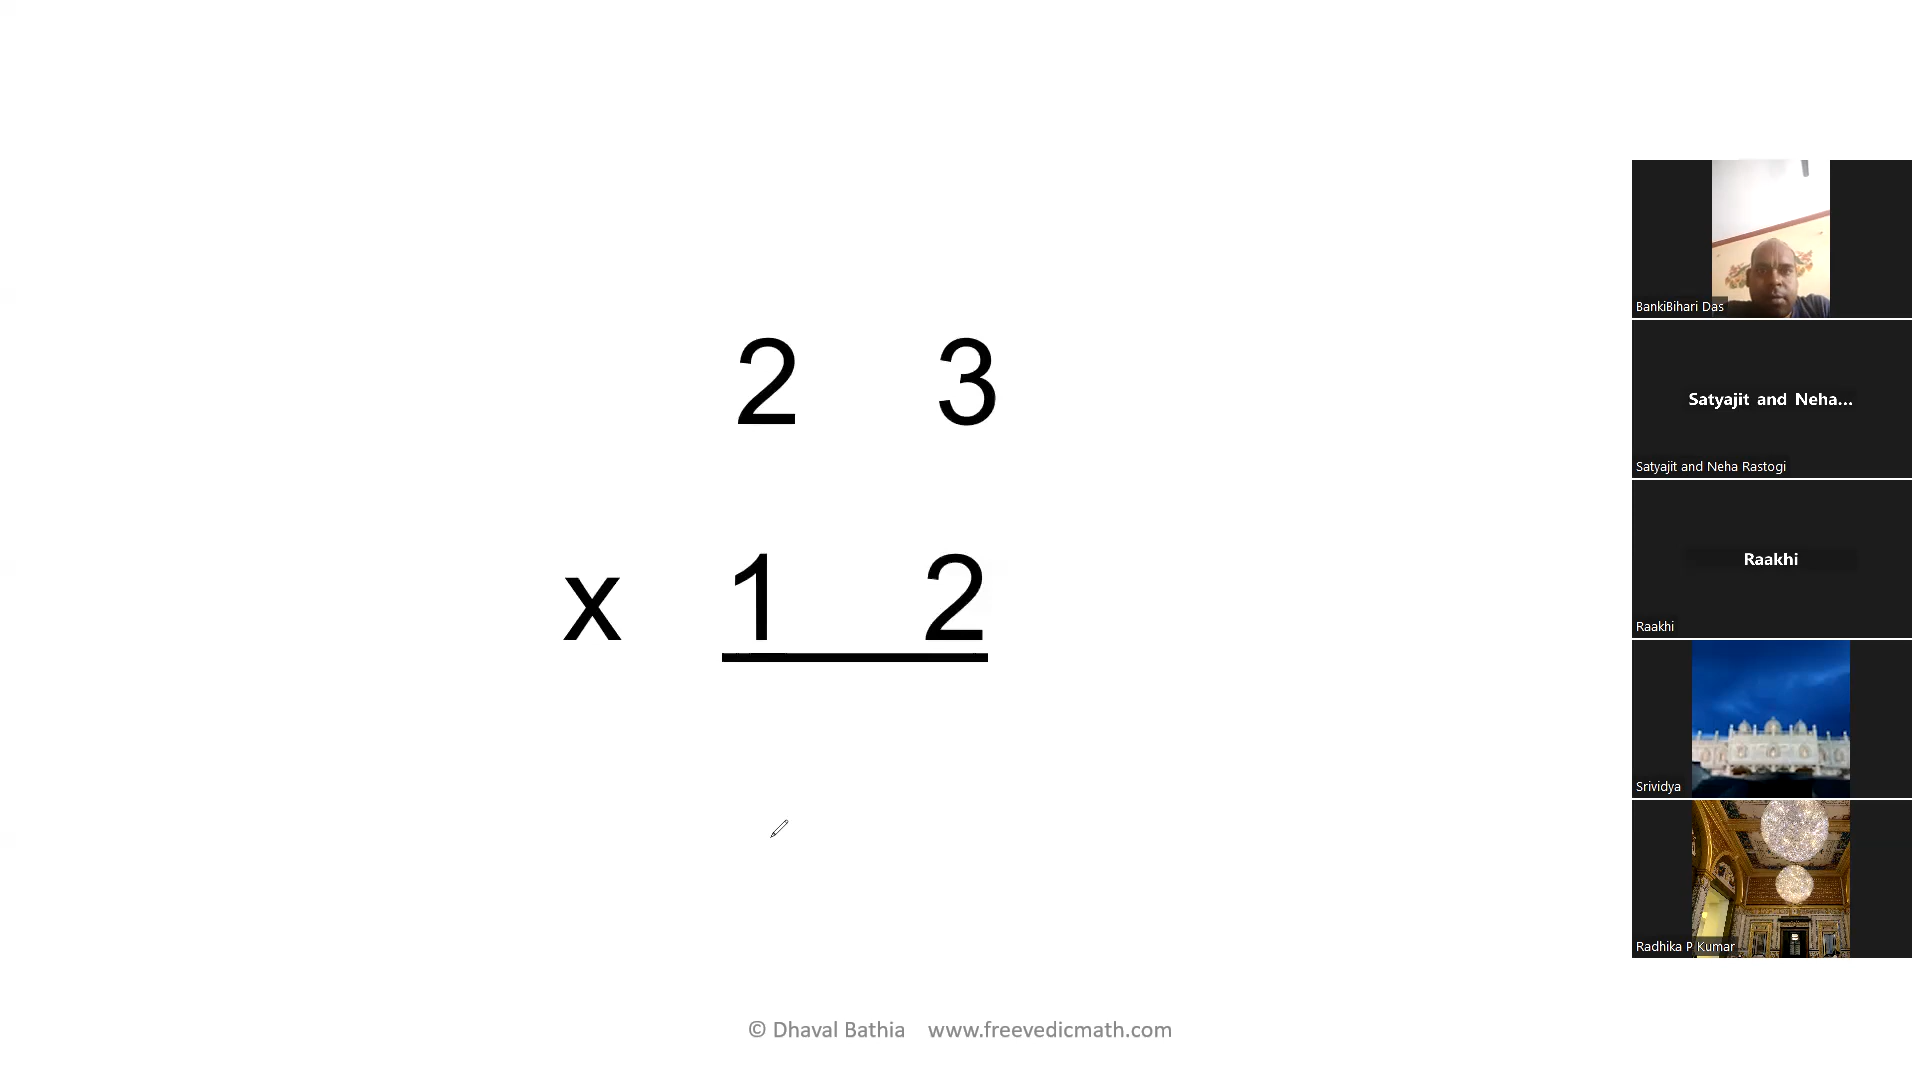 2 3
x 1 2
BankiBihari Das
Satyajit and Neha...
Satyajit and Neha Rastogi
Raakhi
Raakhi
Srividya
Radhika P Kumar
© Dhaval Bathia www.freevedicmath.com